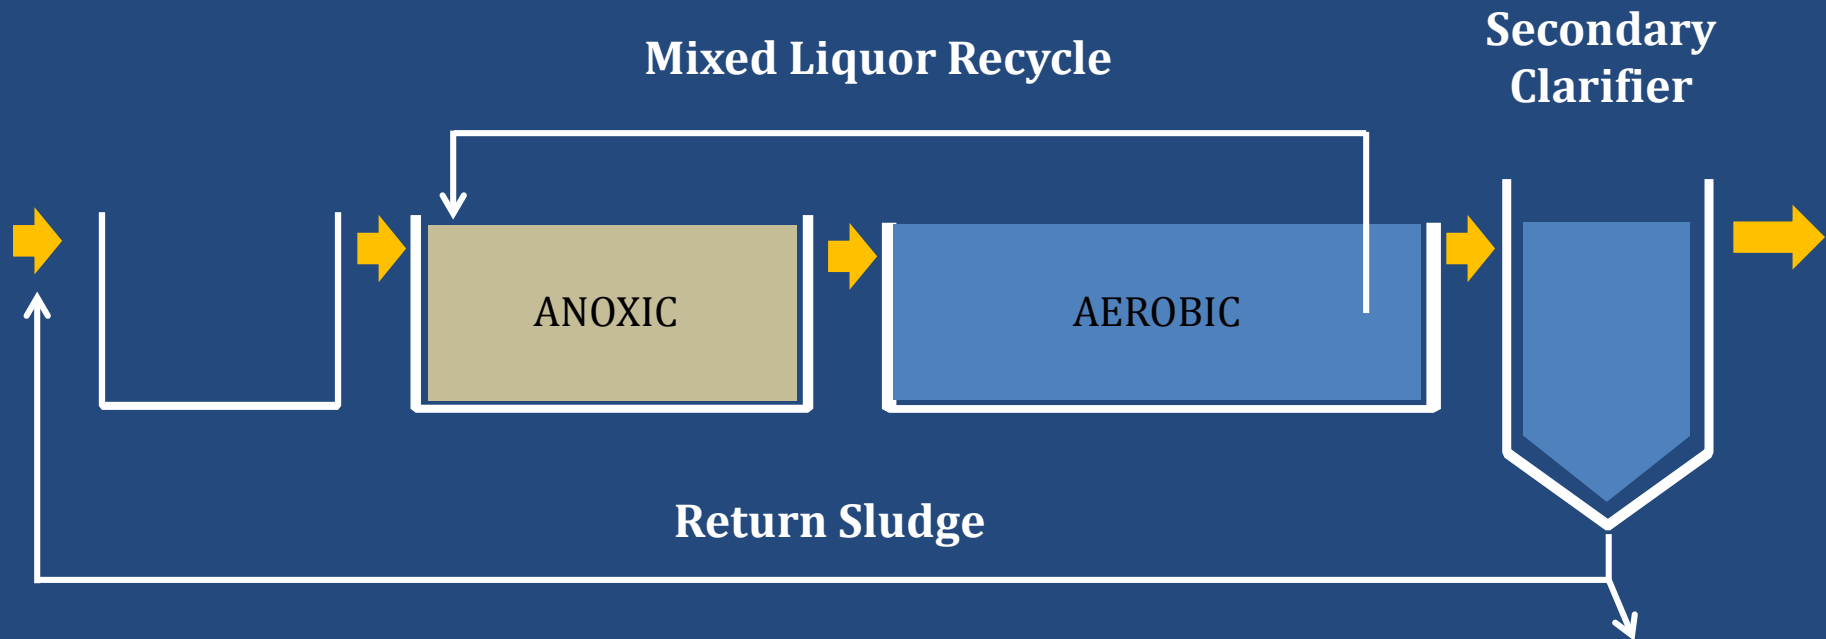 Mixed Liquor Recycle
Secondary
Clarifier
ANOXIC
AEROBIC
Return Sludge